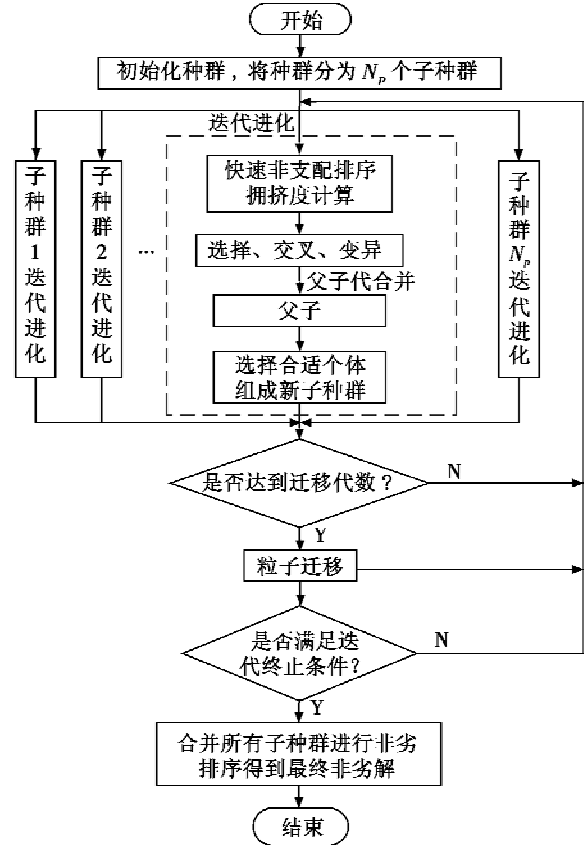 开始
初始化种群，将种群分为 Np 个子种群
迭代进化
子种群1迭代进化
子种群2迭代进化
...
快速非支配排序
拥挤度计算
选择、交叉、变异
父子代合并
父子
选择合适个体
组成新子种群
子种群Np迭代进化
是否达到迁移代数？
N
Y
粒子迁移
是否满足迭
代终止条件？
N
Y
合并所有子种群进行非劣
排序得到最终非劣解
结束